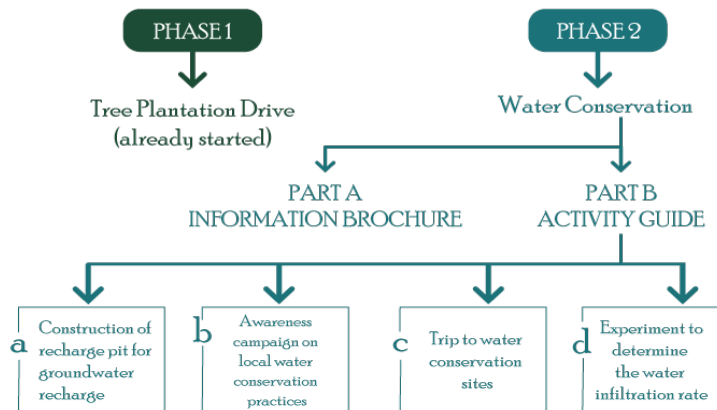 PHASE 1
PHASE 2
Tree Plantation Drive
(already started)
Water Conservation
PART A
INFORMATION BROCHURE
PART B
ACTIVITY GUIDE
a
Construction of
recharge pit for
groundwater
recharge
b
Awareness
campaign on
local water
conservation
practices
c
Trip to water
conservation
sites
d
Experiment to
determine
the water
infiltration rate